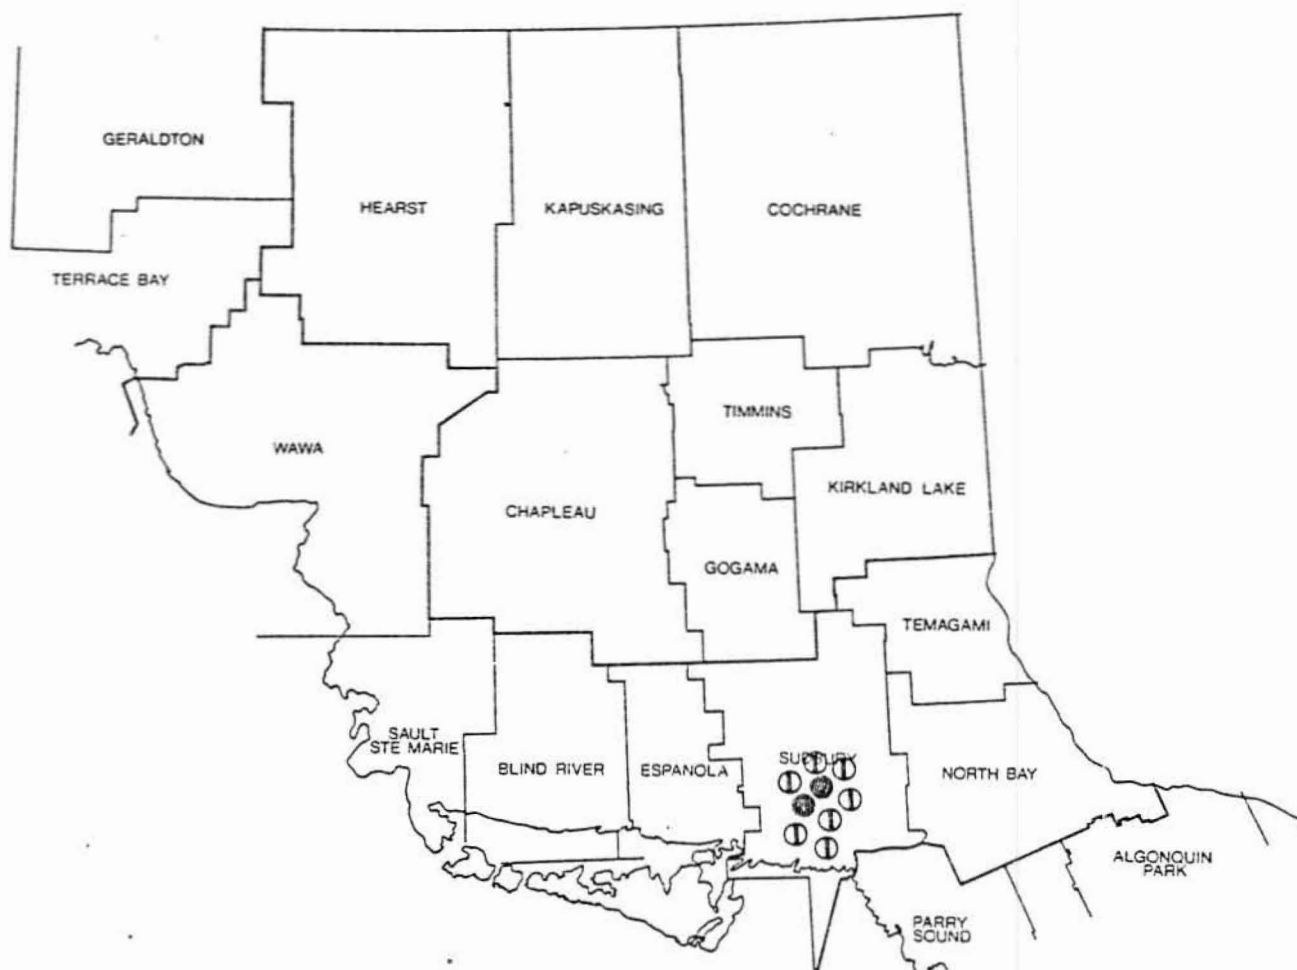 GERALDTON
HEARST
KAPUSKASING
COCHRANE
TERRACE BAY
TIMMINS
WAWA
KIRKLAND LAKE
CHAPLEAU
GOGAMA
TEMAGAMI
SAULT
STE MARIE
BLIND RIVER
ESPANOLA
SUDBURY
NORTH BAY
ALGONQUIN
PARK
PARRY
SOUND